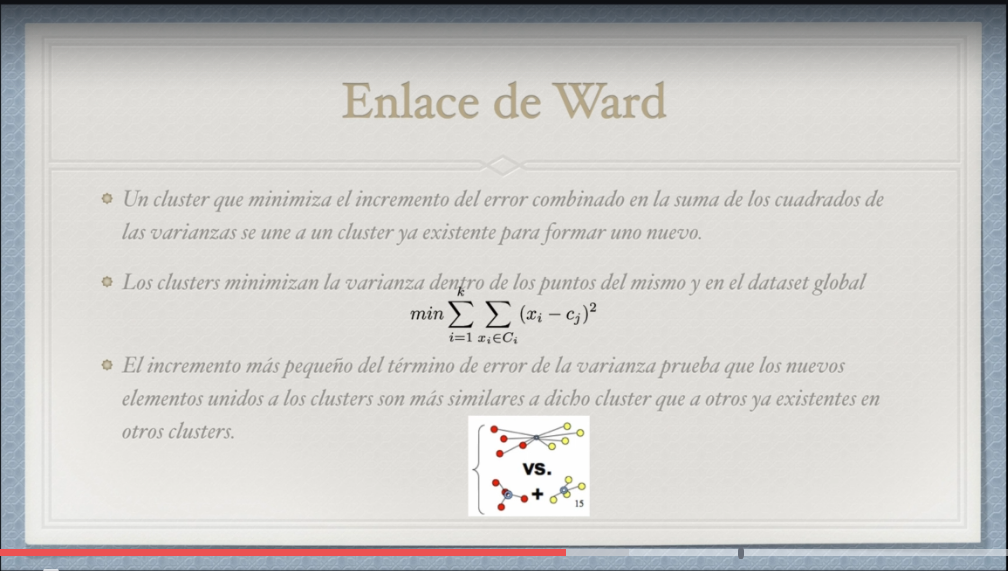 Enlace de Ward
Un cluster que minimiza el incremento del error combinado en la suma de los cuadrados de
las varianzas se une a un cluster ya existente para formar uno nuevo.
Los clusters minimizan la varianza dentro de los puntos del mismo y en el dataset global
min ∑_{i=1}^{k} ∑_{x_i∈C_i} (x_i − c_j)²
El incremento más pequeño del término de error de la varianza prueba que los nuevos
elementos unidos a los clusters son más similares a dicho cluster que a otros ya existentes en
otros clusters.
vs.
+
15